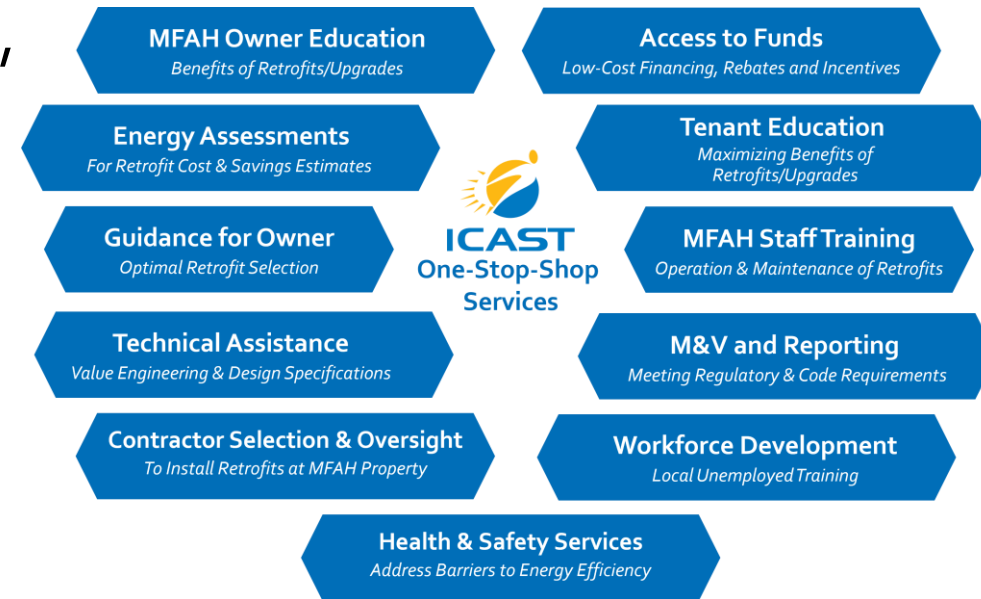 MFAH Owner Education
Benefits of Retrofits/Upgrades
Access to Funds
Low-Cost Financing, Rebates and Incentives
Energy Assessments
For Retrofit Cost & Savings Estimates
Tenant Education
Maximizing Benefits of
Retrofits/Upgrades
ICAST
One-Stop-Shop
Services
Guidance for Owner
Optimal Retrofit Selection
MFAH Staff Training
Operation & Maintenance of Retrofits
Technical Assistance
Value Engineering & Design Specifications
M&V and Reporting
Meeting Regulatory & Code Requirements
Contractor Selection & Oversight
To Install Retrofits at MFAH Property
Workforce Development
Local Unemployed Training
Health & Safety Services
Address Barriers to Energy Efficiency